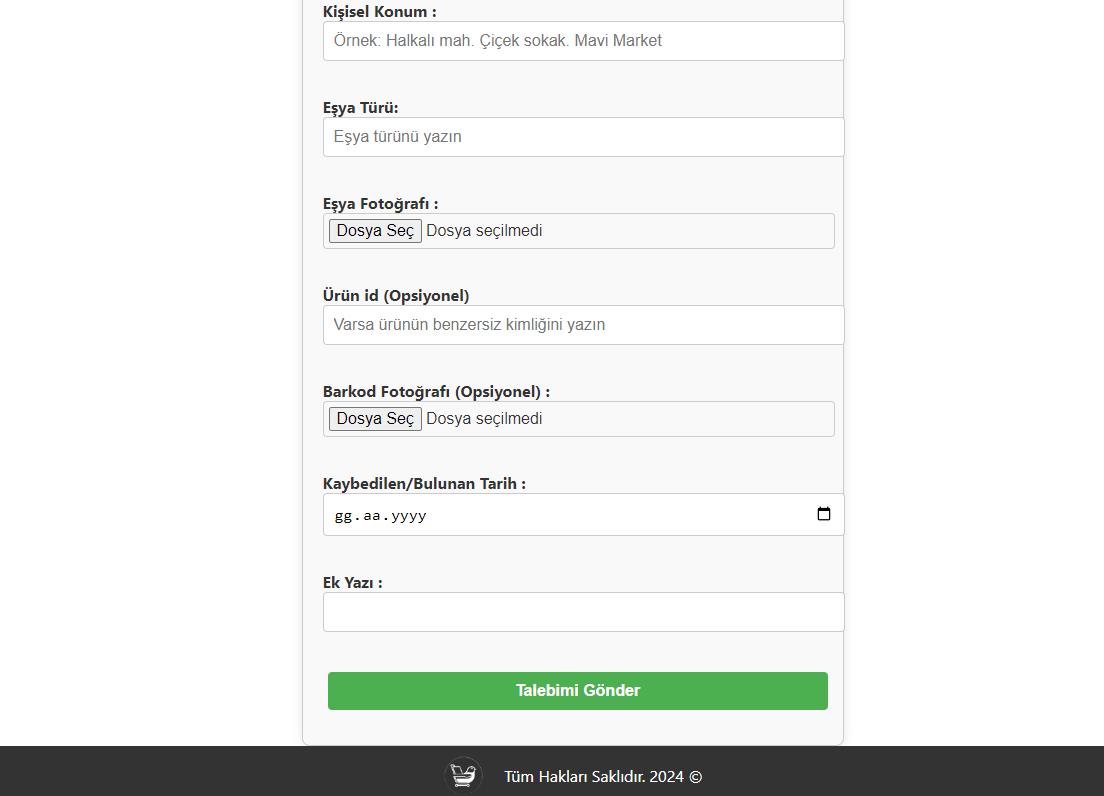 Kişisel Konum :
Örnek: Halkalı mah. Çiçek sokak. Mavi Market
Eşya Türü:
Eşya türünü yazın
Eşya Fotoğrafı :
Dosya Seç Dosya seçilmedi
Ürün id (Opsiyonel)
Varsa ürünün benzersiz kimliğini yazın
Barkod Fotoğrafı (Opsiyonel) :
Dosya Seç Dosya seçilmedi
Kaybedilen/Bulunan Tarih :
gg.aa.yyyy
Ek Yazı :
Talebimi Gönder
Tüm Hakları Saklıdır. 2024 ©